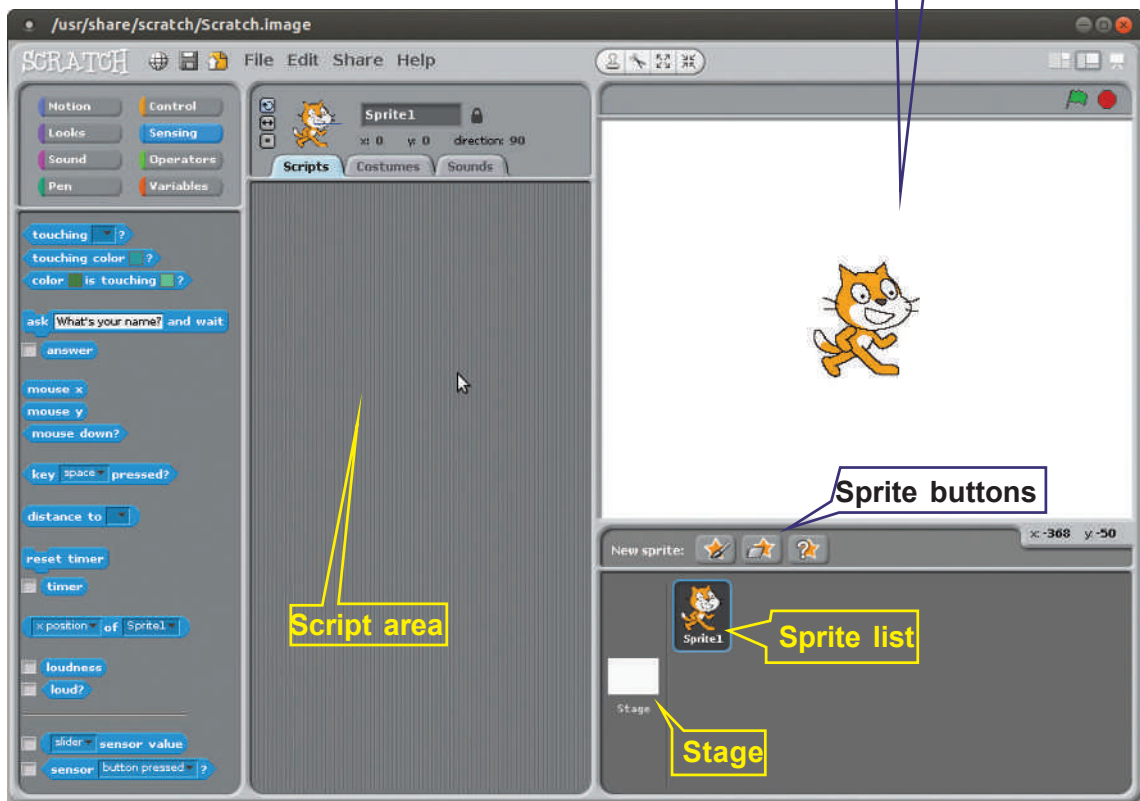 /usr/share/scratch/Scratch.image
SCRATCH File Edit Share Help
Motion Control
Looks Sensing
Sound Operators
Pen Variables
Sprite1
x: 0 y: 0 direction: 90
Scripts Costumes Sounds
touching ?
touching color ?
color is touching ?
ask What's your name? and wait
answer
mouse x
mouse y
mouse down?
key space pressed?
distance to
reset timer
timer
x position of Sprite1
loudness
loud?
slider sensor value
sensor button pressed ?
Script area
Sprite buttons
x: -368 y: -50
New sprite:
Sprite1
Sprite list
Stage
Stage